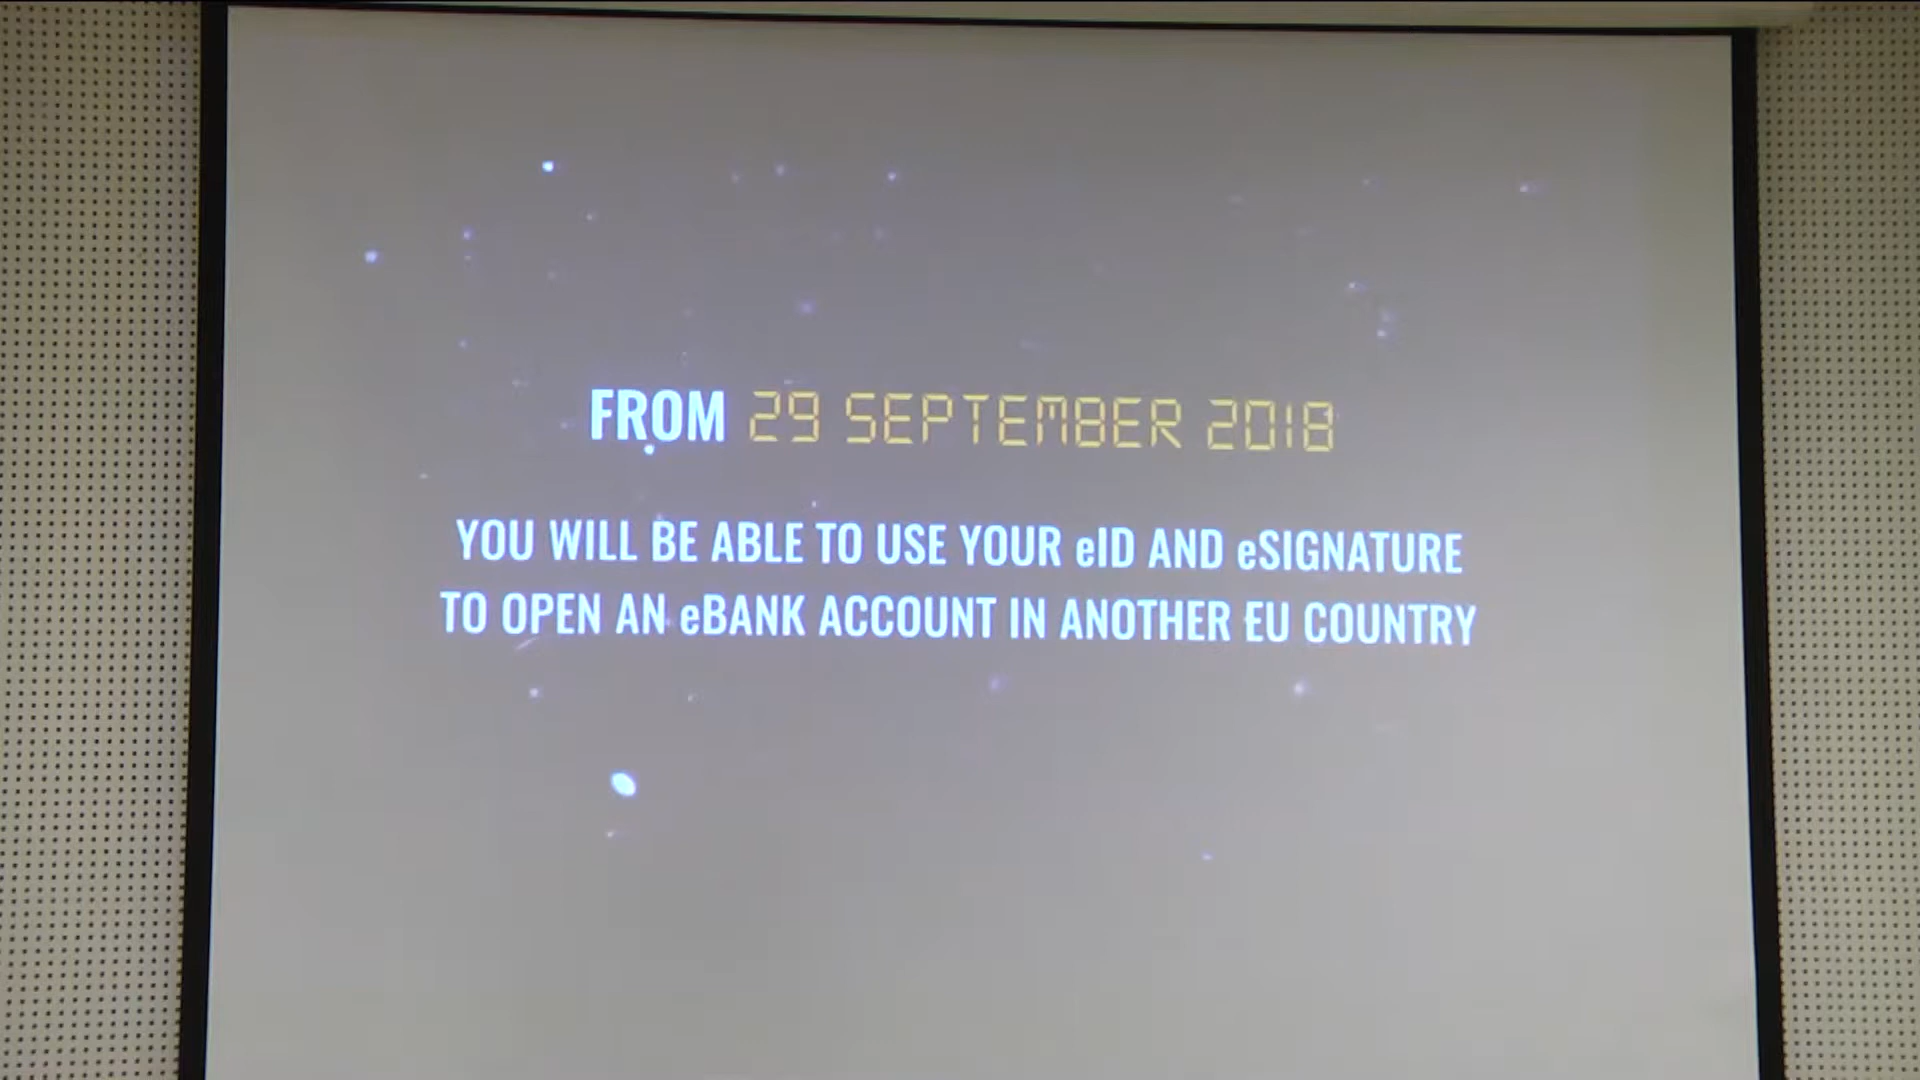 FROM 29 SEPTEMBER 2018
YOU WILL BE ABLE TO USE YOUR eID AND eSIGNATURE
TO OPEN AN eBANK ACCOUNT IN ANOTHER EU COUNTRY